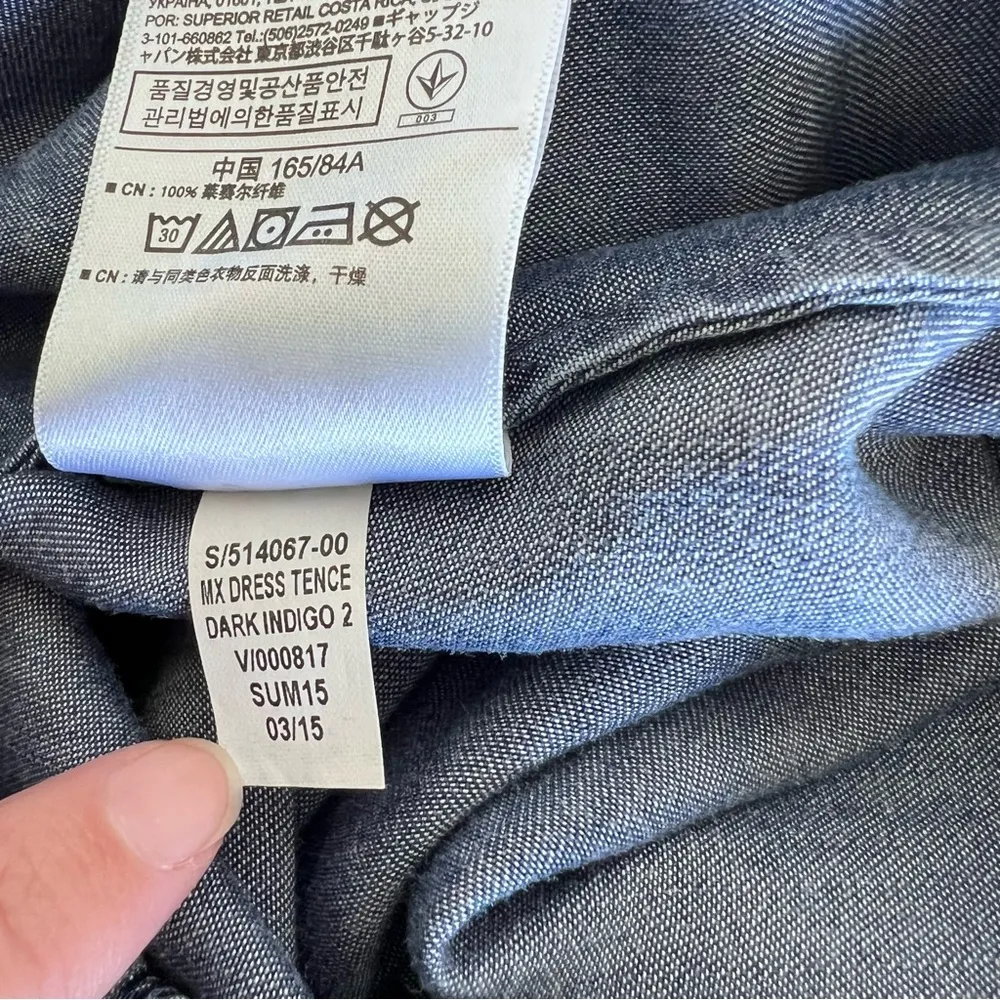 УКРАЇНА, 01601,
POR: SUPERIOR RETAIL COSTA RICA,
3-101-660862 Tel.:(506)2572-0249 ■ギャップジ
ャパン株式会社 東京都渋谷区千駄ヶ谷5-32-10
품질경영및공산품안전
관리법에의한품질표시
003
中国 165/84A
■ CN : 100% 莱赛尔纤维
30
■ CN : 请与同类色衣物反面洗涤，干燥
S/514067-00
MX DRESS TENCE
DARK INDIGO 2
V/000817
SUM15
03/15